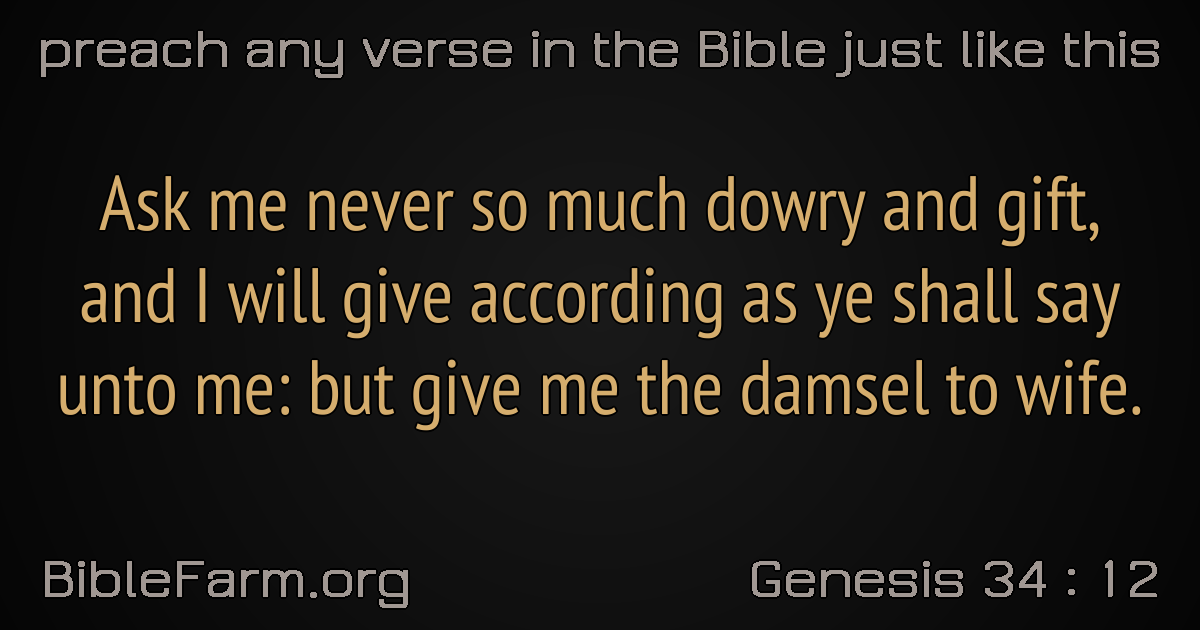 preach any verse in the Bible just like this
Ask me never so much dowry and gift,
and I will give according as ye shall say
unto me: but give me the damsel to wife.
BibleFarm.org
Genesis 34 : 12